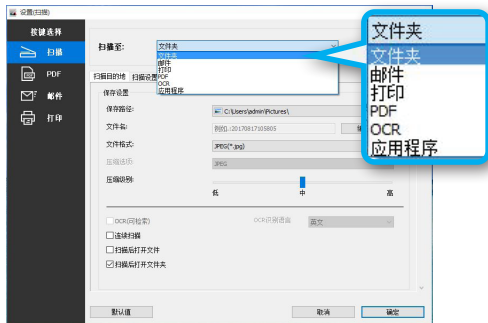 设置(扫描)
按键选择
扫描
PDF
邮件
打印
扫描至:
文件夹
文件夹
邮件
打印
PDF
OCR
应用程序
扫描目的地 扫描设置
保存设置
保存路径:
C:\Users\admin\Pictures\
文件名:
例如.:20170817105805
文件格式:
JPEG(*.jpg)
压缩选项:
JPEG
压缩级别:
低 中 高
OCR(可检索)
OCR识别语言
英文
连续扫描
扫描后打开文件
扫描后打开文件夹
默认值
取消
确定
文件夹
文件夹
邮件
打印
PDF
OCR
应用程序